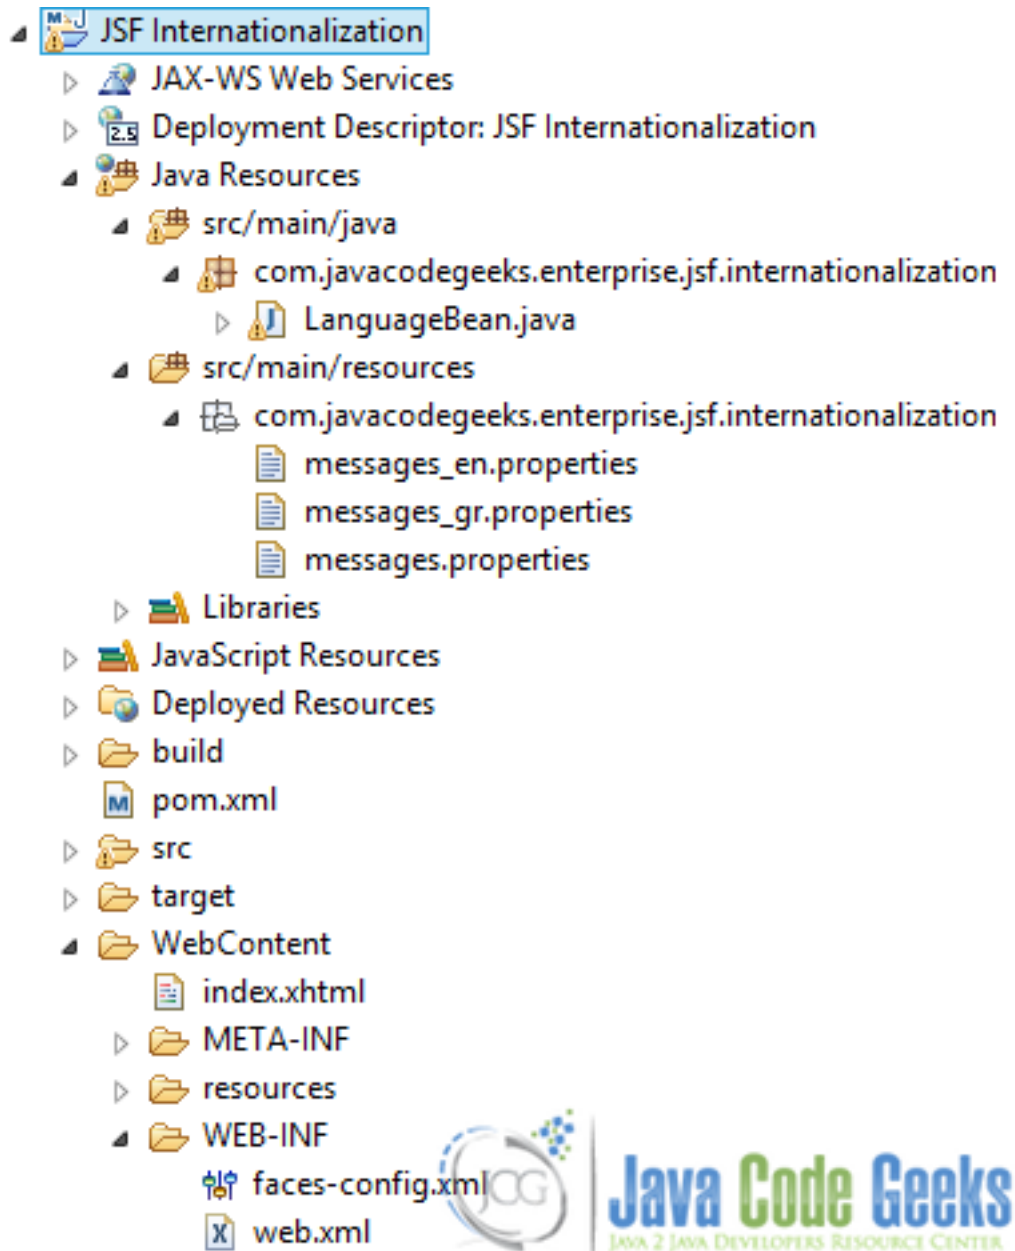 JSF Internationalization
JAX-WS Web Services
Deployment Descriptor: JSF Internationalization
Java Resources
src/main/java
com.javacodegeeks.enterprise.jsf.internationalization
LanguageBean.java
src/main/resources
com.javacodegeeks.enterprise.jsf.internationalization
messages_en.properties
messages_gr.properties
messages.properties
Libraries
JavaScript Resources
Deployed Resources
build
pom.xml
src
target
WebContent
index.xhtml
META-INF
resources
WEB-INF
faces-config.xml
web.xml
JCG
Java Code Geeks
JAVA 2 JAVA DEVELOPERS RESOURCE CENTER